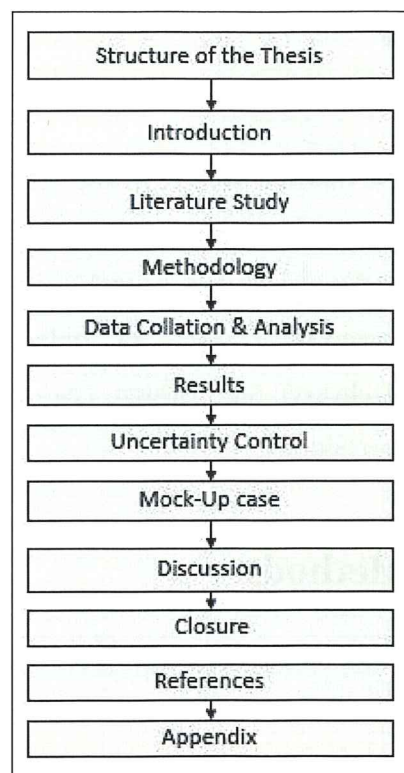 Structure of the Thesis
Introduction
Literature Study
Methodology
Data Collation & Analysis
Results
Uncertainty Control
Mock-Up case
Discussion
Closure
References
Appendix